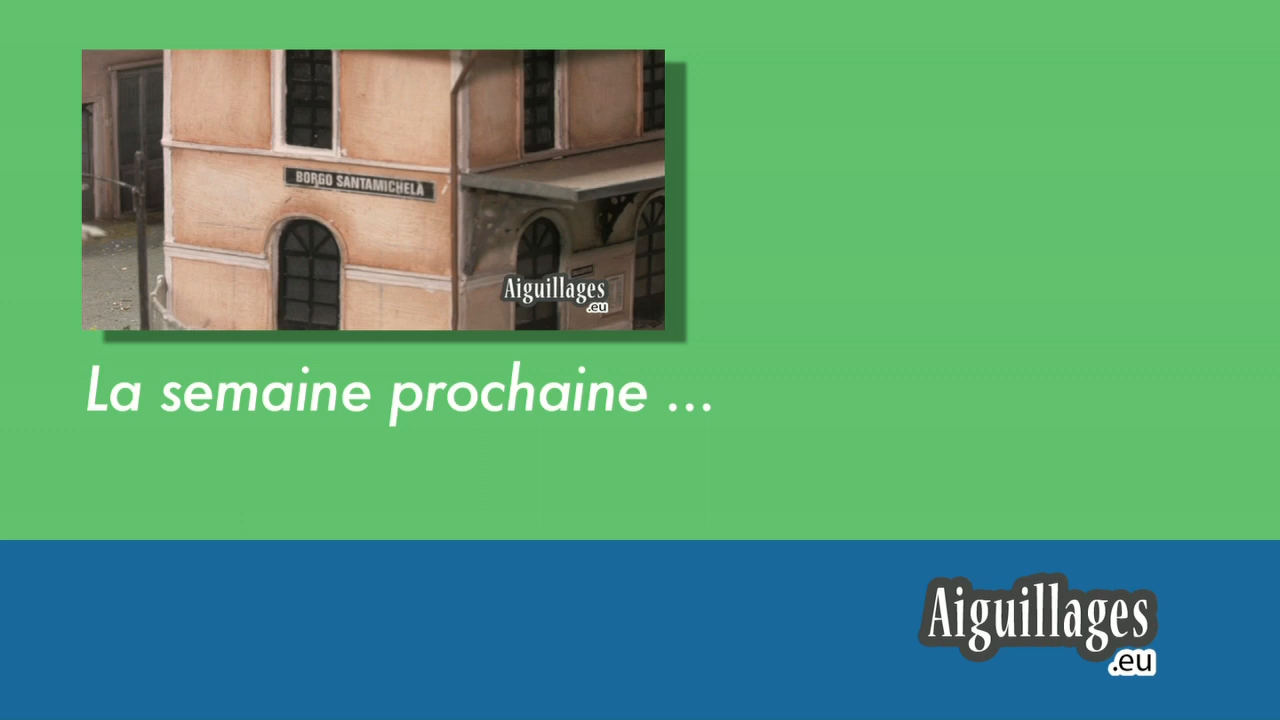 BORGO SANTAMICHELA
Aiguillages
.eu
La semaine prochaine ...
Aiguillages
.eu